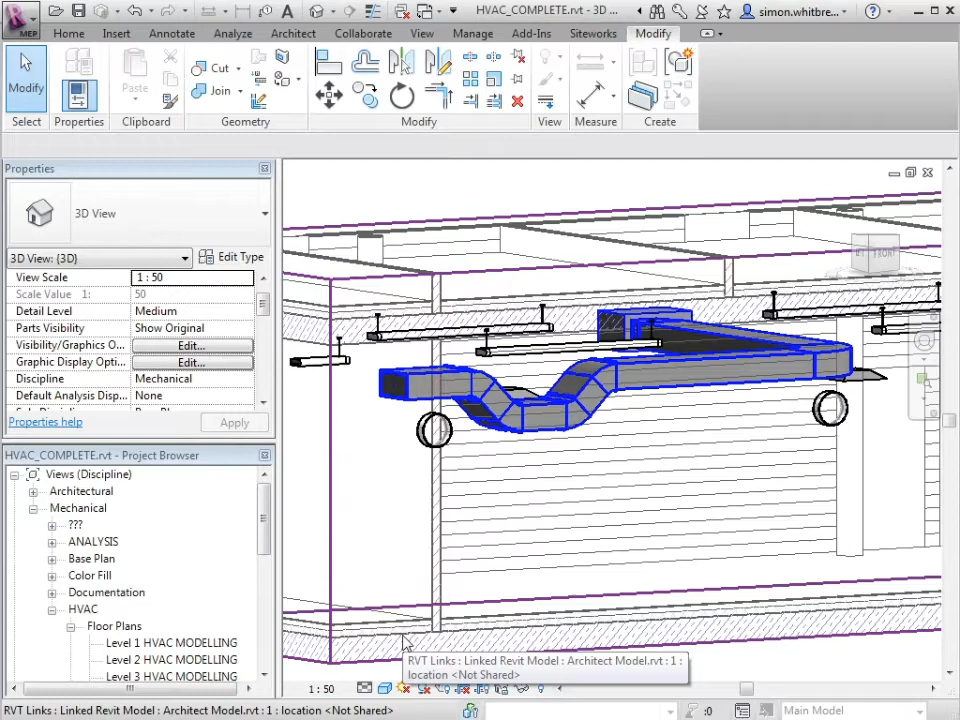 HVAC_COMPLETE.rvt - 3D ...
simon.whitbre...
MEP
Home Insert Annotate Analyze Architect Collaborate View Manage Add-Ins Siteworks Modify
Modify
Paste
Cut
Join
Select Properties Clipboard Geometry Modify View Measure Create
Properties
3D View
3D View: {3D} Edit Type
View Scale 1 : 50
Scale Value 1: 50
Detail Level Medium
Parts Visibility Show Original
Visibility/Graphics O... Edit...
Graphic Display Opti... Edit...
Discipline Mechanical
Default Analysis Disp... None
Properties help Apply
HVAC_COMPLETE.rvt - Project Browser
Views (Discipline)
Architectural
Mechanical
???
ANALYSIS
Base Plan
Color Fill
Documentation
HVAC
Floor Plans
Level 1 HVAC MODELLING
Level 2 HVAC MODELLING
Level 3 HVAC MODELLING
FRONT
RVT Links : Linked Revit Model : Architect Model.rvt : 1 :
location <Not Shared>
1 : 50
RVT Links : Linked Revit Model : Architect Model.rvt : 1 : location <Not Shared>
:0
Main Model